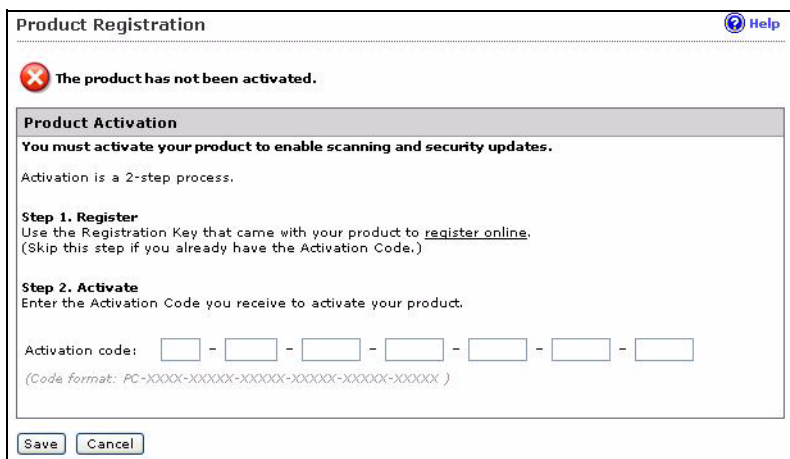 Product Registration
Help
The product has not been activated.
Product Activation
You must activate your product to enable scanning and security updates.
Activation is a 2-step process.
Step 1. Register
Use the Registration Key that came with your product to register online.
(Skip this step if you already have the Activation Code.)
Step 2. Activate
Enter the Activation Code you receive to activate your product.
Activation code: - - - - - -
(Code format: PC-XXXX-XXXXX-XXXXX-XXXXX-XXXXX-XXXXX )
Save Cancel